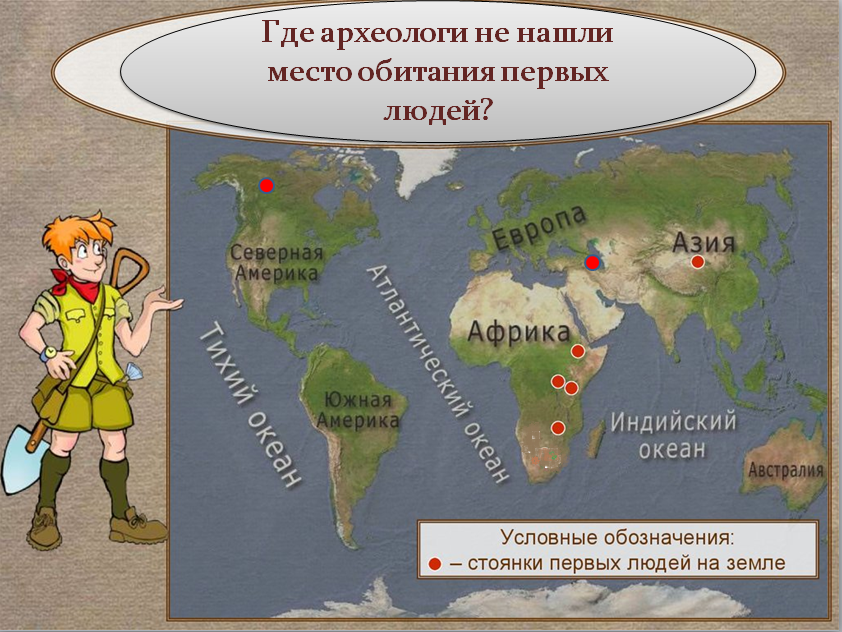 Где археологи не нашли
место обитания первых
людей?
Европа
Азия
Северная
Америка
Атлантический океан
Африка
Тихий океан
Южная
Америка
Индийский
океан
Австралия
Условные обозначения:
– стоянки первых людей на земле